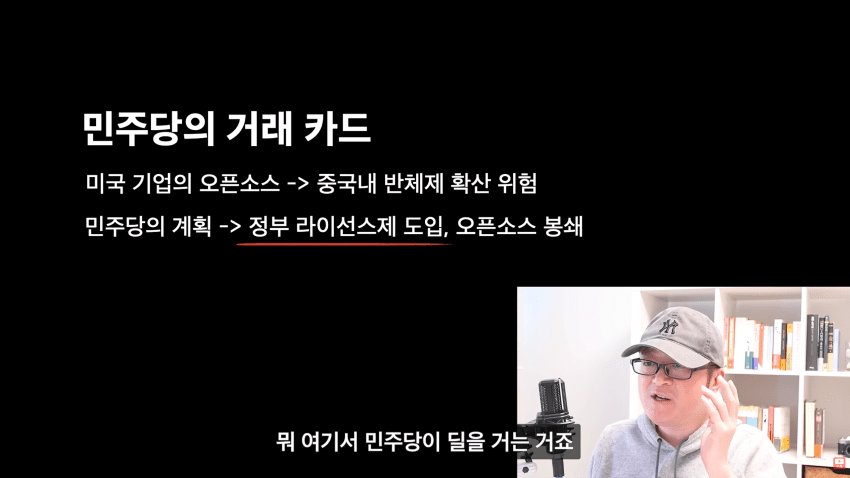 민주당의 거래 카드
미국 기업의 오픈소스 -> 중국내 반체제 확산 위험
민주당의 계획 -> 정부 라이선스제 도입, 오픈소스 봉쇄
뭐 여기서 민주당이 딜을 거는 거죠